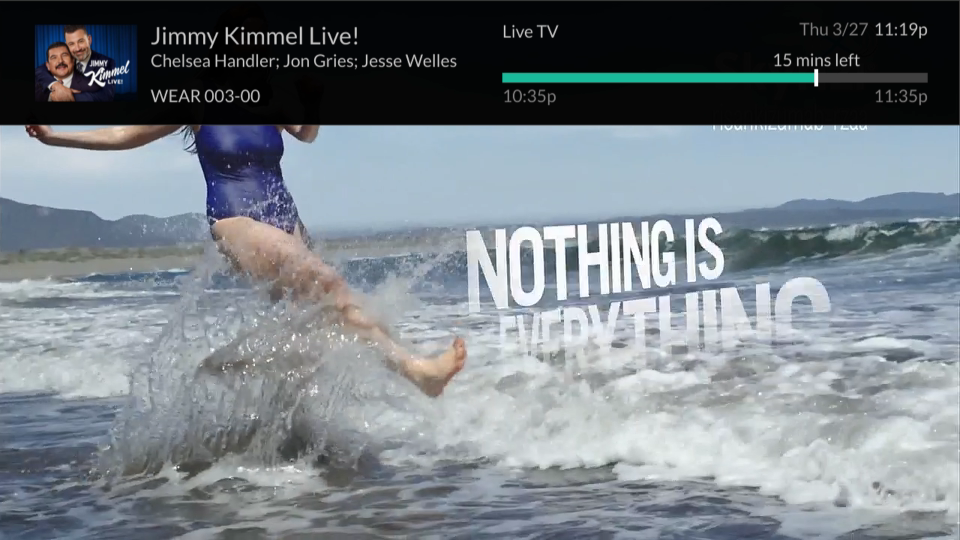 Jimmy Kimmel Live!
Chelsea Handler; Jon Gries; Jesse Welles
WEAR 003-00
JIMMY
Kimmel
LIVE!
Live TV
Thu 3/27 11:19p
15 mins left
10:35p
11:35p
NOTHING IS
EVERYTHING